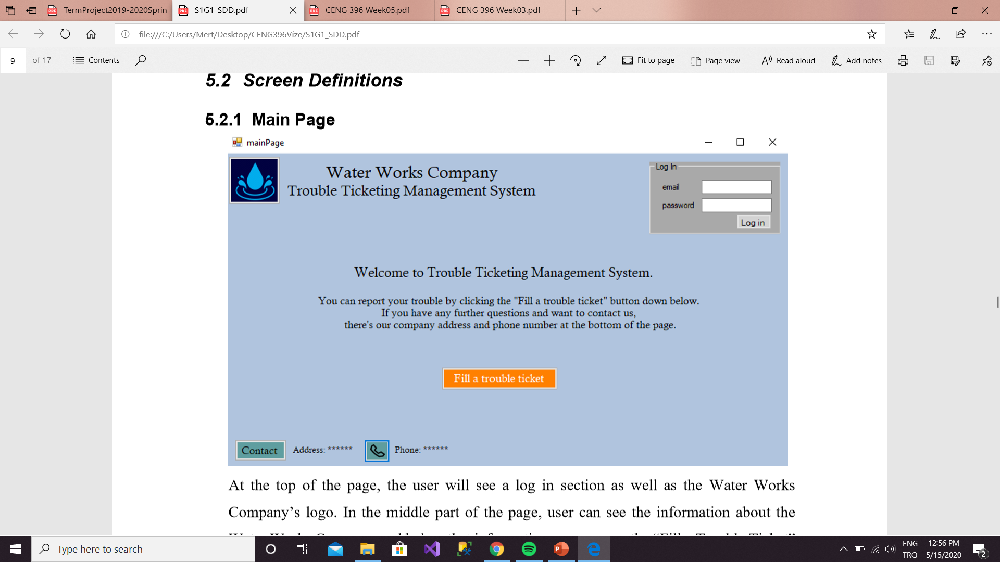 TermProject2019-2020Sprin
S1G1_SDD.pdf
CENG 396 Week05.pdf
CENG 396 Week03.pdf
file:///C:/Users/Mert/Desktop/CENG396Vize/S1G1_SDD.pdf
9 of 17
Contents
Fit to page
Page view
Read aloud
Add notes
5.2 Screen Definitions
5.2.1 Main Page
mainPage
Water Works Company
Trouble Ticketing Management System
Log In
email
password
Log in
Welcome to Trouble Ticketing Management System.
You can report your trouble by clicking the "Fill a trouble ticket" button down below.
If you have any further questions and want to contact us,
there's our company address and phone number at the bottom of the page.
Fill a trouble ticket
Contact
Address: ******
Phone: ******
At the top of the page, the user will see a log in section as well as the Water Works
Company’s logo. In the middle part of the page, user can see the information about the
Type here to search
ENG
TRQ
12:56 PM
5/15/2020
2